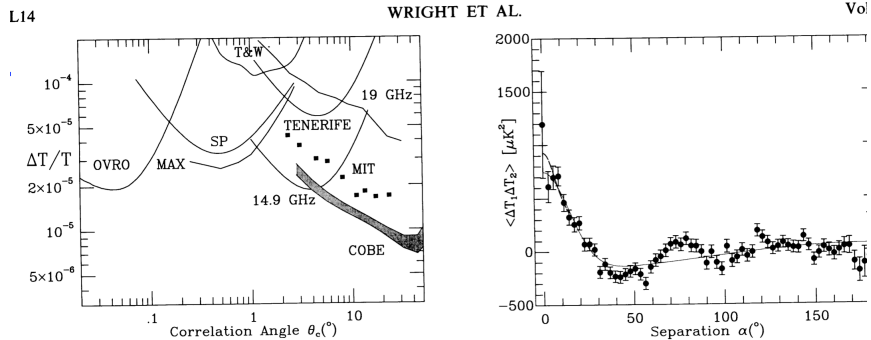 L14
WRIGHT ET AL.
Vol
T&W
10⁻⁴
19 GHz
5×10⁻⁵
TENERIFE
SP
ΔT/T
OVRO
MAX
MIT
2×10⁻⁵
14.9 GHz
10⁻⁵
COBE
5×10⁻⁶
.1
1
10
Correlation Angle θc(°)
2000
1500
<ΔT₁ΔT₂> [μK²]
0
−500
0
50
100
150
Separation α(°)